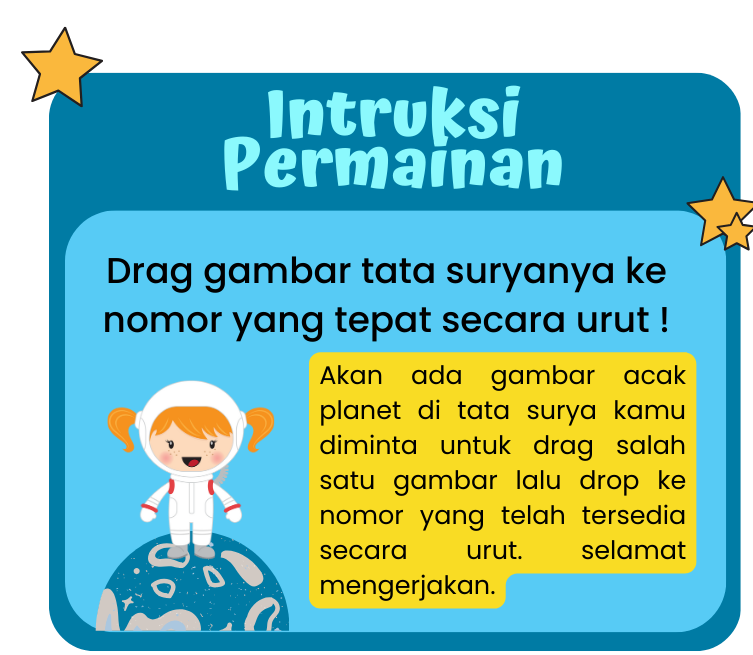 Intruksi
Permainan
Drag gambar tata suryanya ke
nomor yang tepat secara urut !
Akan ada gambar acak
planet di tata surya kamu
diminta untuk drag salah
satu gambar lalu drop ke
nomor yang telah tersedia
secara urut. selamat
mengerjakan.